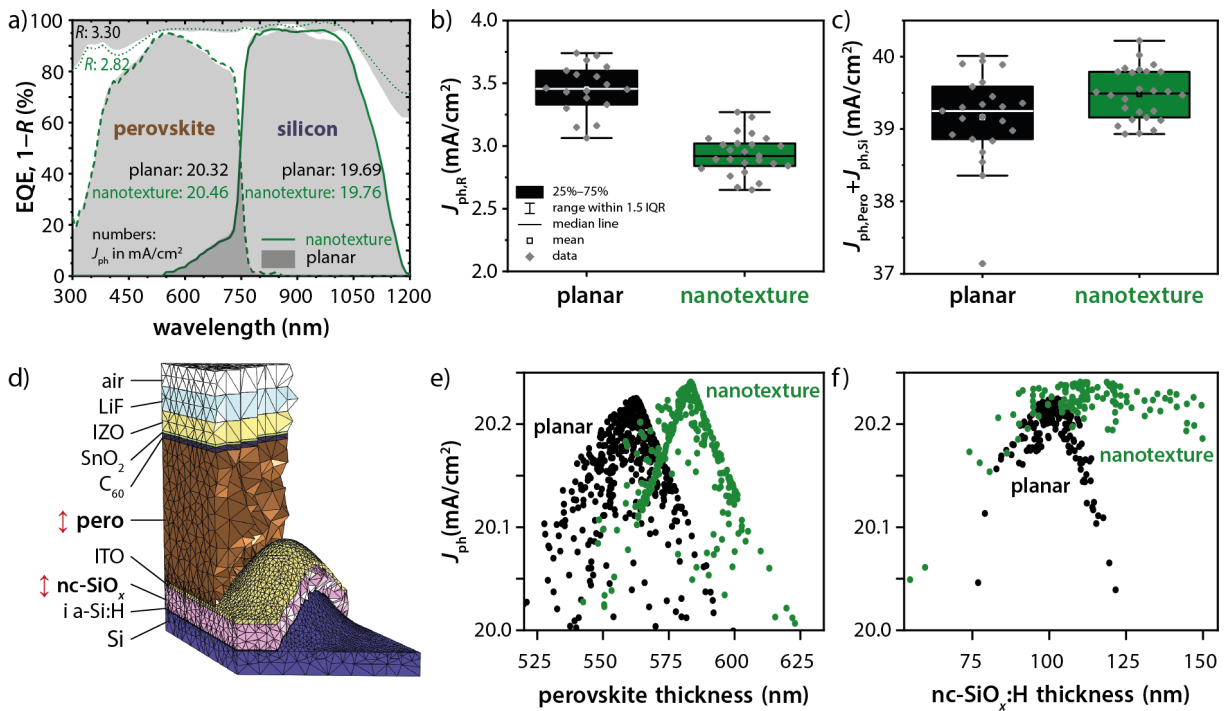 a)
R: 3.30
R: 2.82
perovskite
silicon
planar: 20.32
planar: 19.69
nanotexture: 20.46
nanotexture: 19.76
numbers:
Jph in mA/cm²
nanotexture
planar
EQE, 1–R (%)
100
80
60
40
20
0
300
450
600
750
900
1050
1200
wavelength (nm)
b)
Jph,R (mA/cm²)
4.0
3.5
3.0
2.5
2.0
25%–75%
range within 1.5 IQR
median line
mean
data
planar
nanotexture
c)
Jph,Pero + Jph,Si (mA/cm²)
40
39
38
37
planar
nanotexture
d)
air
LiF
IZO
SnO₂
C₆₀
pero
ITO
nc-SiOₓ
i a-Si:H
Si
e)
Jph (mA/cm²)
20.2
20.1
20.0
planar
nanotexture
525
550
575
600
625
perovskite thickness (nm)
f)
20.2
20.1
20.0
nanotexture
planar
75
100
125
150
nc-SiOₓ:H thickness (nm)